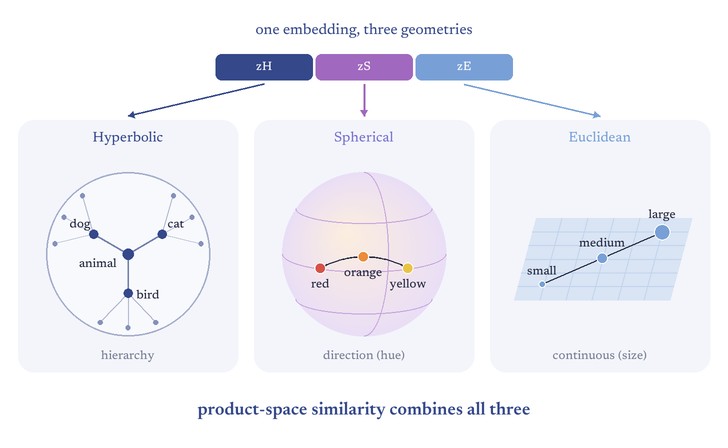 one embedding, three geometries
zH
zS
zE
Hyperbolic
dog
cat
animal
bird
hierarchy
Spherical
orange
red
yellow
direction (hue)
Euclidean
large
medium
small
continuous (size)
product-space similarity combines all three